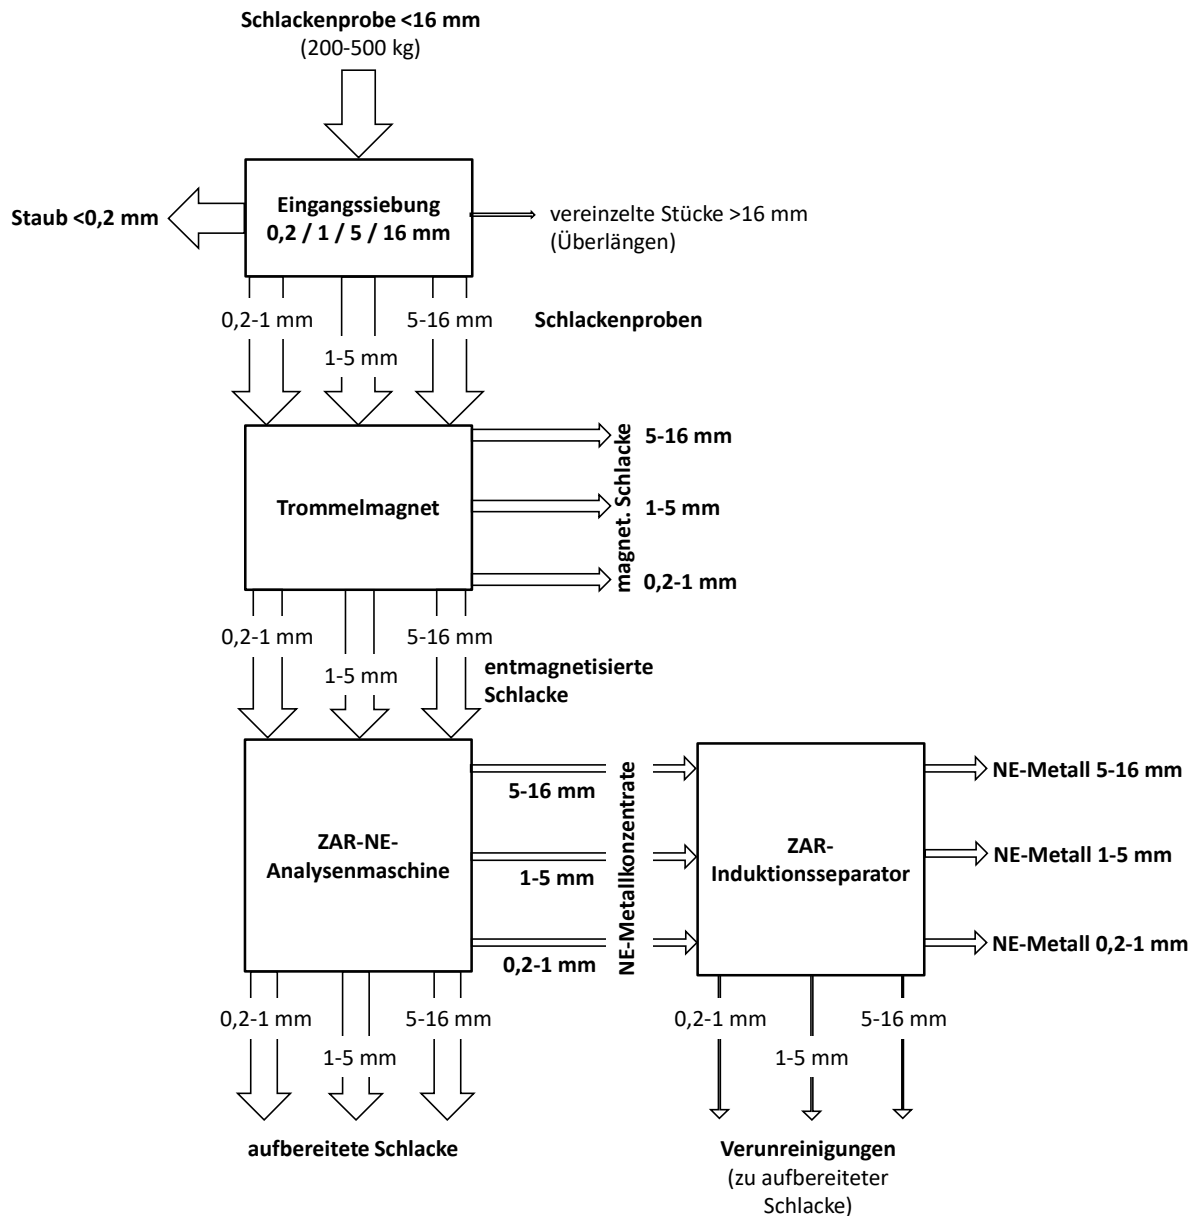 Schlackenprobe <16 mm
(200-500 kg)
Staub <0,2 mm
Eingangssiebung
0,2 / 1 / 5 / 16 mm
vereinzelte Stücke >16 mm
(Überlängen)
0,2-1 mm
1-5 mm
5-16 mm
Schlackenproben
Trommelmagnet
magnet. Schlacke
5-16 mm
1-5 mm
0,2-1 mm
0,2-1 mm
1-5 mm
5-16 mm
entmagnetisierte
Schlacke
ZAR-NE-
Analysenmaschine
5-16 mm
1-5 mm
0,2-1 mm
NE-Metallkonzentrate
ZAR-
Induktionsseparator
NE-Metall 5-16 mm
NE-Metall 1-5 mm
NE-Metall 0,2-1 mm
0,2-1 mm
1-5 mm
5-16 mm
aufbereitete Schlacke
0,2-1 mm
1-5 mm
5-16 mm
Verunreinigungen
(zu aufbereiteter
Schlacke)